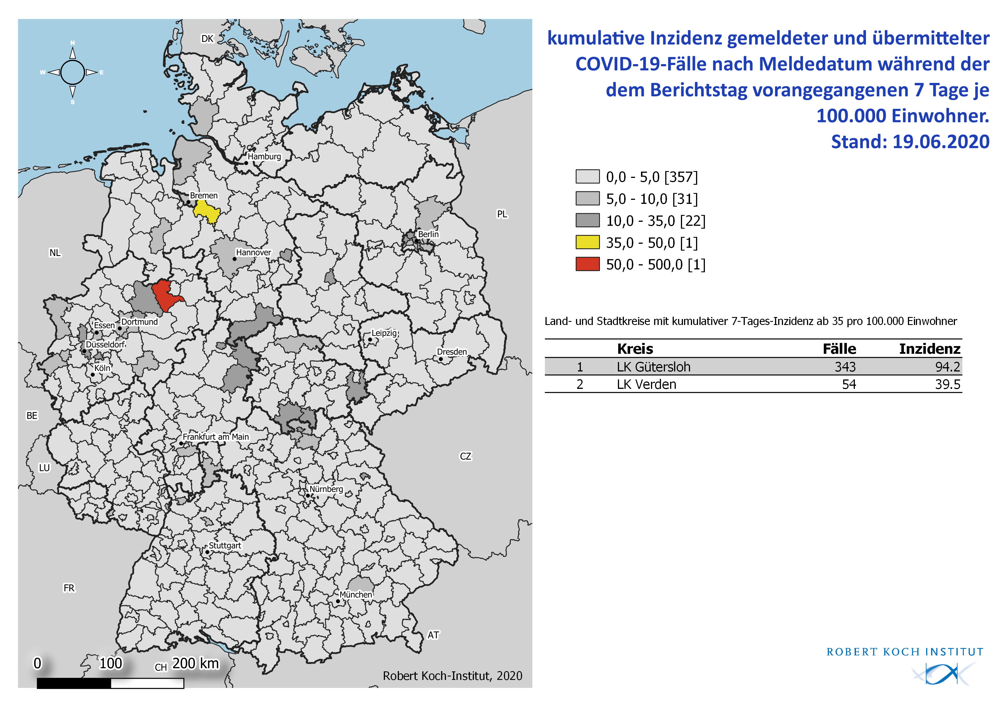 kumulative Inzidenz gemeldeter und übermittelter
COVID-19-Fälle nach Meldedatum während der
dem Berichtstag vorangegangenen 7 Tage je
100.000 Einwohner.
Stand: 19.06.2020
0,0 - 5,0 [357]
5,0 - 10,0 [31]
10,0 - 35,0 [22]
35,0 - 50,0 [1]
50,0 - 500,0 [1]
Land- und Stadtkreise mit kumulativer 7-Tages-Inzidenz ab 35 pro 100.000 Einwohner
Kreis Fälle Inzidenz
1 LK Gütersloh 343 94.2
2 LK Verden 54 39.5
N
W E
S
DK
Hamburg
Bremen
PL
Berlin
NL
Hannover
Essen
Dortmund
Düsseldorf
Leipzig
Dresden
Köln
BE
Frankfurt am Main
CZ
LU
Nürnberg
Stuttgart
FR
München
AT
0 100 200 km
CH
Robert Koch-Institut, 2020
ROBERT KOCH INSTITUT